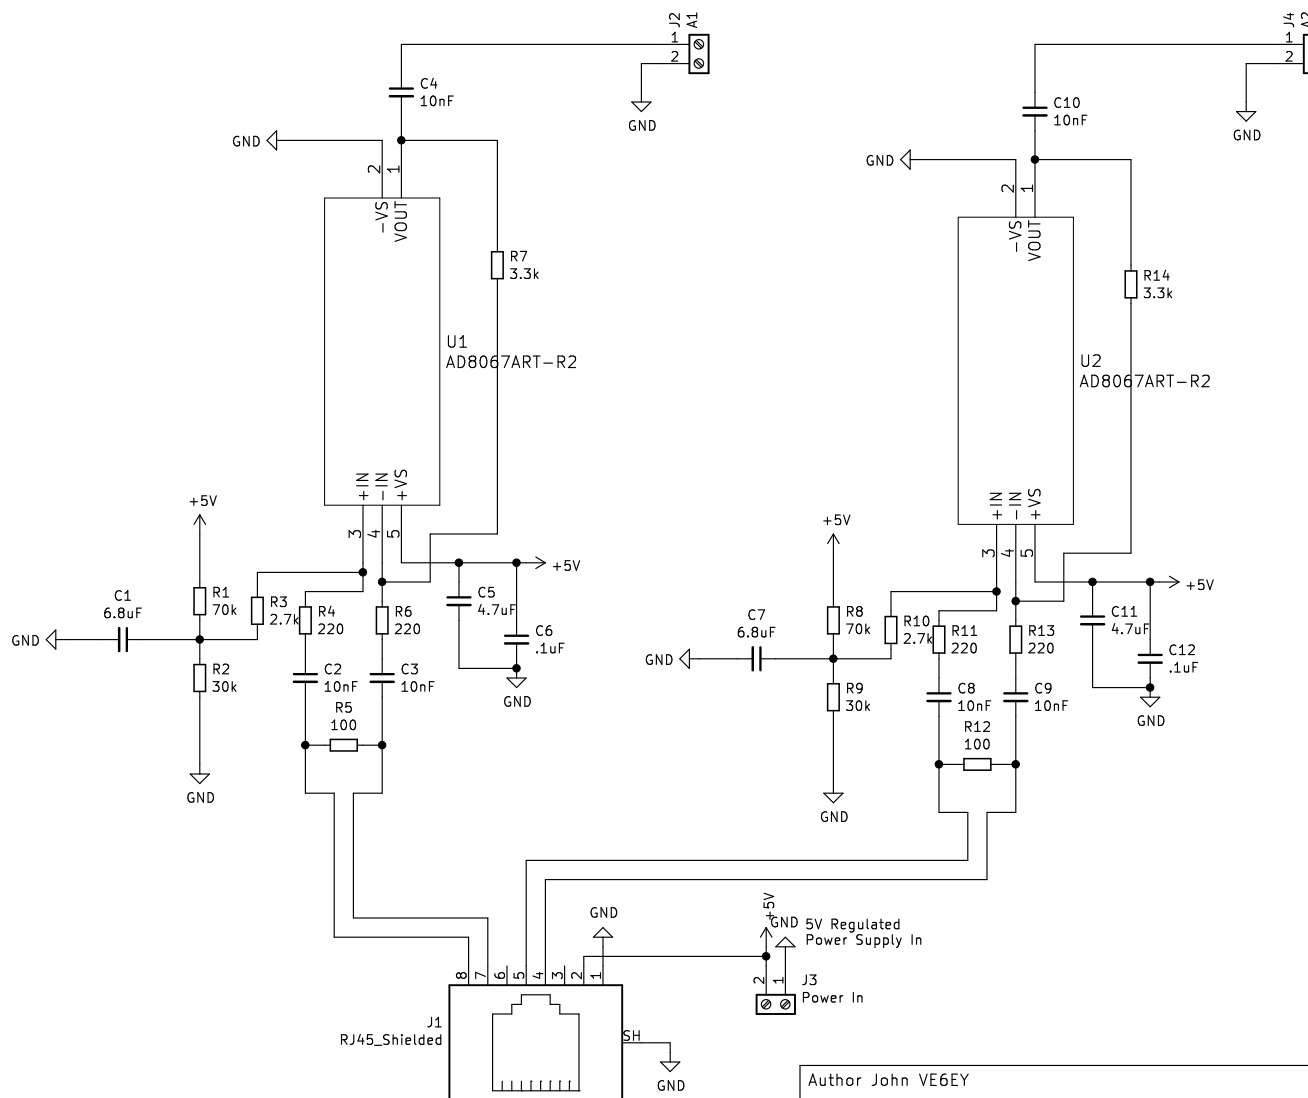 J2
A1
1
2
GND
C4
10nF
GND
2
1
-VS
VOUT
R7
3.3k
U1
AD8067ART-R2
+IN
-IN
+VS
3
4
5
+5V
+5V
C1
6.8uF
GND
R1
70k
R2
30k
GND
R3
2.7k
R4
220
R6
220
C2
10nF
C3
10nF
R5
100
C5
4.7uF
C6
.1uF
GND
J4
1
2
GND
C10
10nF
GND
2
1
-VS
VOUT
R14
3.3k
U2
AD8067ART-R2
+IN
-IN
+VS
3
4
5
+5V
+5V
C7
6.8uF
GND
R8
70k
R9
30k
GND
R10
2.7k
R11
220
R13
220
C8
10nF
C9
10nF
R12
100
C11
4.7uF
C12
.1uF
GND
GND
+5V
GND
5V Regulated
Power Supply In
8
7
6
5
4
3
2
1
2
1
J3
Power In
J1
RJ45_Shielded
SH
GND
Author John VE6EY